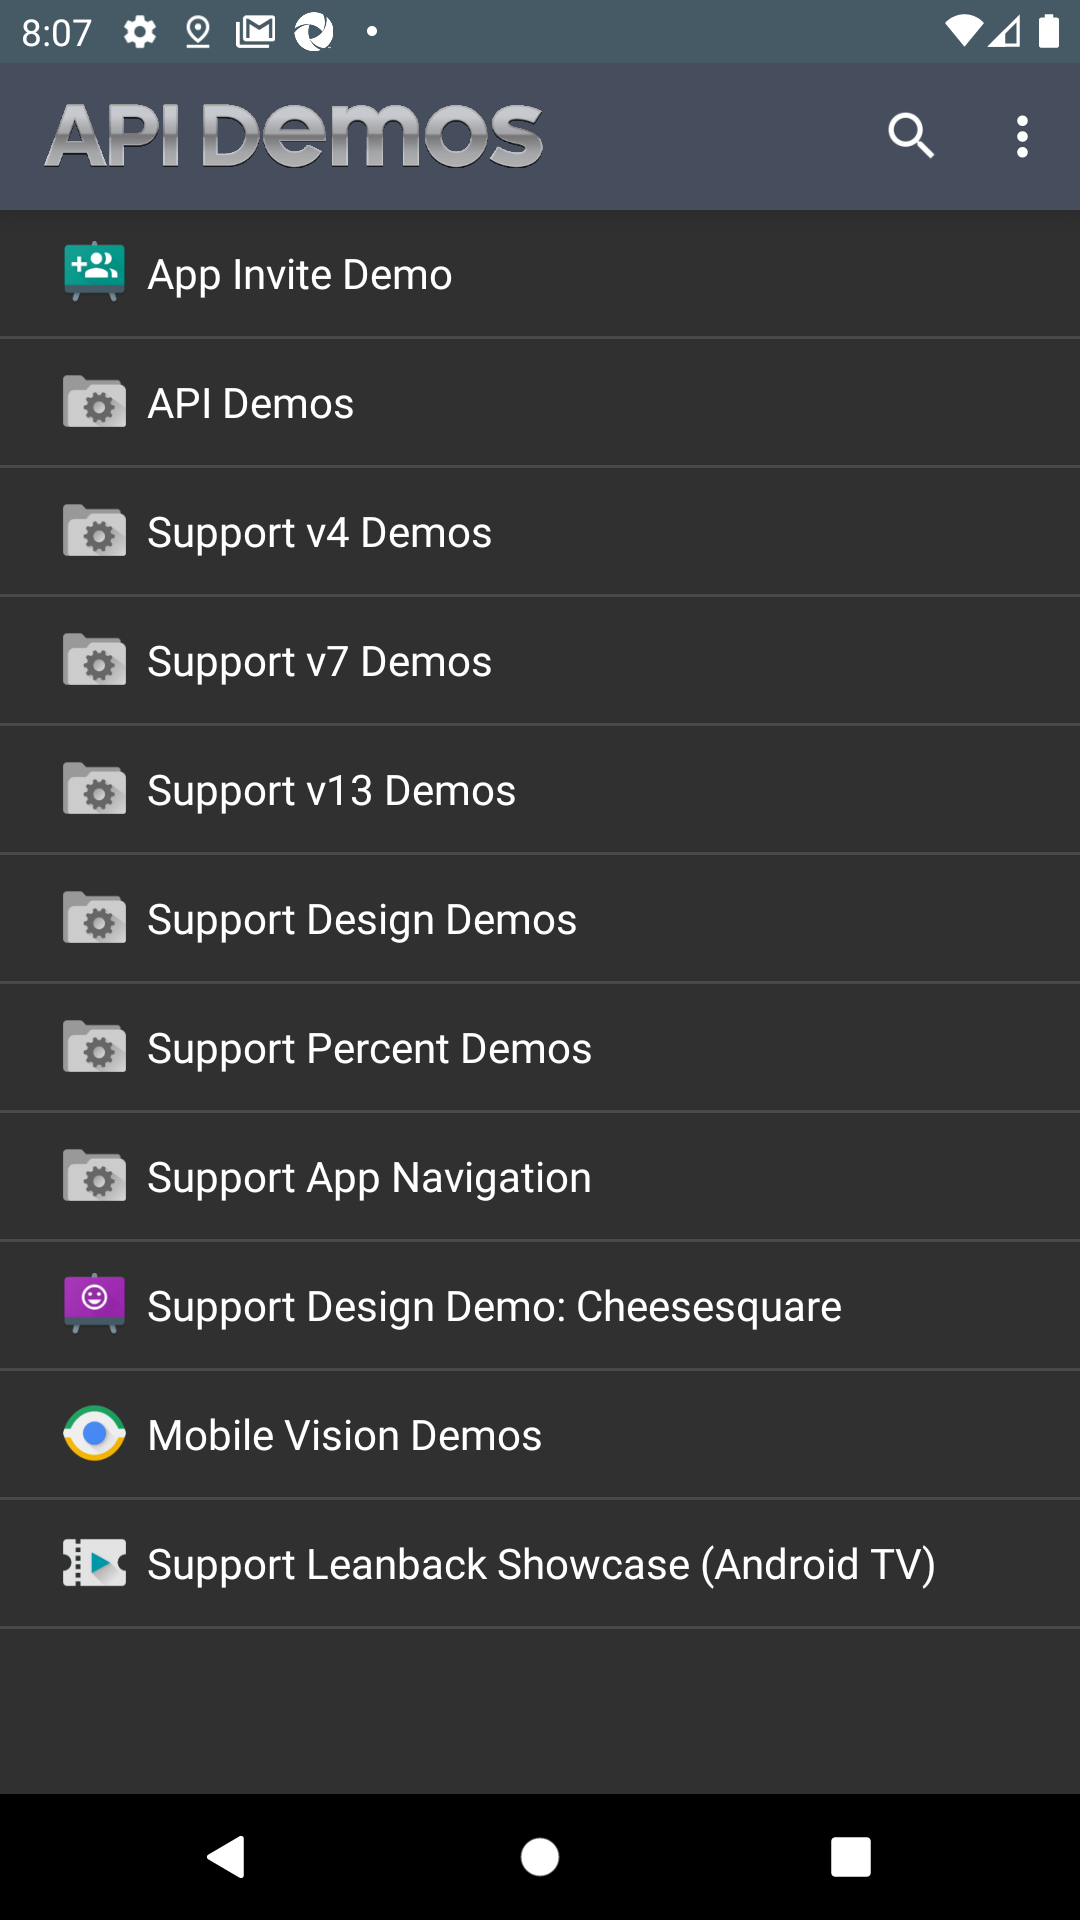 8:07
API Demos
App Invite Demo
API Demos
Support v4 Demos
Support v7 Demos
Support v13 Demos
Support Design Demos
Support Percent Demos
Support App Navigation
Support Design Demo: Cheesesquare
Mobile Vision Demos
Support Leanback Showcase (Android TV)